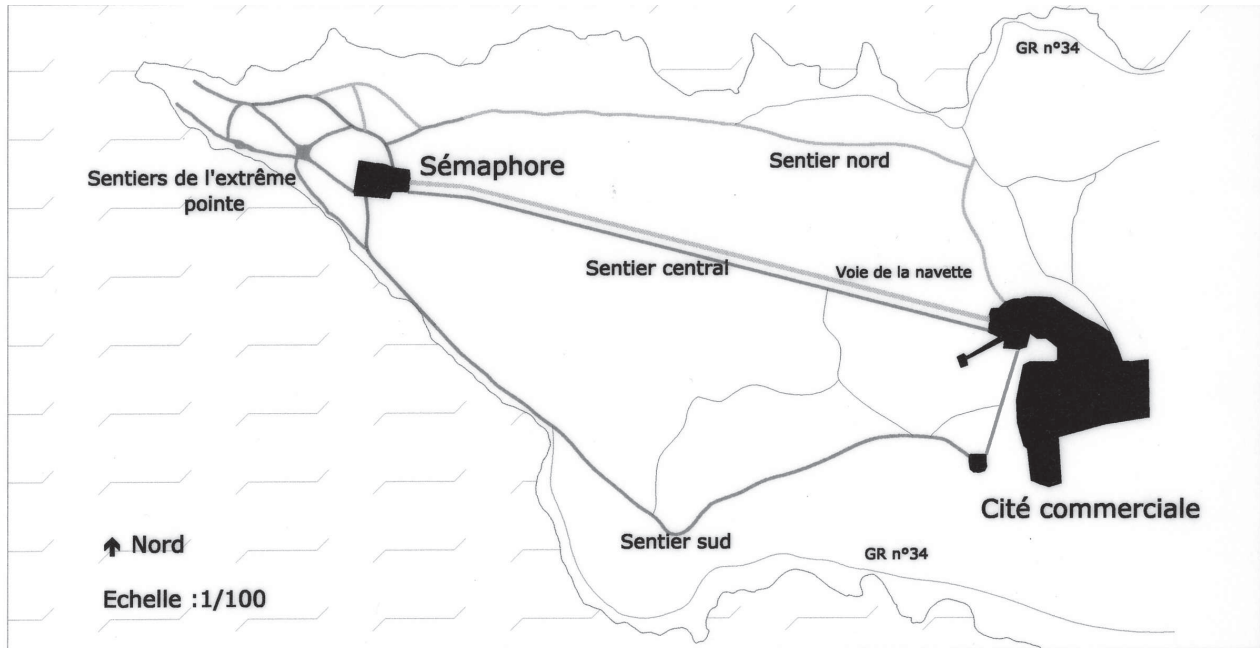 GR n°34
Sentier nord
Sémaphore
Sentiers de l'extrême
pointe
Sentier central
Voie de la navette
Cité commerciale
Sentier sud
Nord
GR n°34
Echelle :1/100